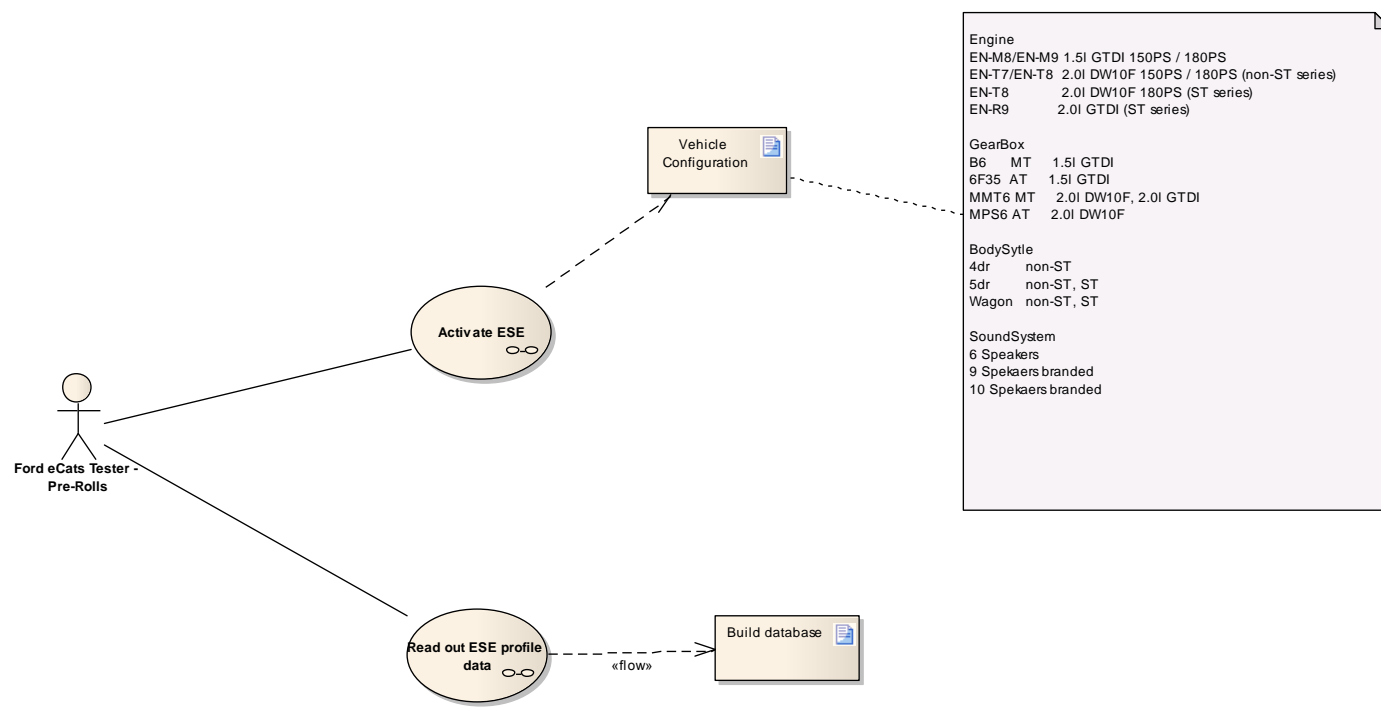 Engine
EN-M8/EN-M9 1.5l GTDI 150PS / 180PS
EN-T7/EN-T8 2.0l DW10F 150PS / 180PS (non-ST series)
EN-T8 2.0l DW10F 180PS (ST series)
EN-R9 2.0l GTDI (ST series)
GearBox
B6 MT 1.5l GTDI
6F35 AT 1.5l GTDI
MMT6 MT 2.0l DW10F, 2.0l GTDI
MPS6 AT 2.0l DW10F
BodySytle
4dr non-ST
5dr non-ST, ST
Wagon non-ST, ST
SoundSystem
6 Speakers
9 Spekaers branded
10 Spekaers branded
Vehicle
Configuration
Activate ESE
Ford eCats Tester -
Pre-Rolls
Read out ESE profile
data
«flow»
Build database